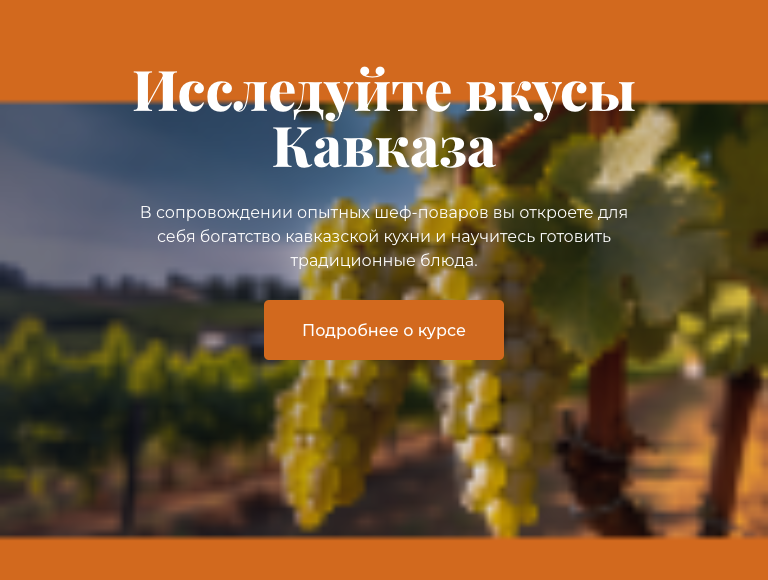 Исследуйте вкусы
Кавказа
В сопровождении опытных шеф-поваров вы откроете для
себя богатство кавказской кухни и научитесь готовить
традиционные блюда.
Подробнее о курсе